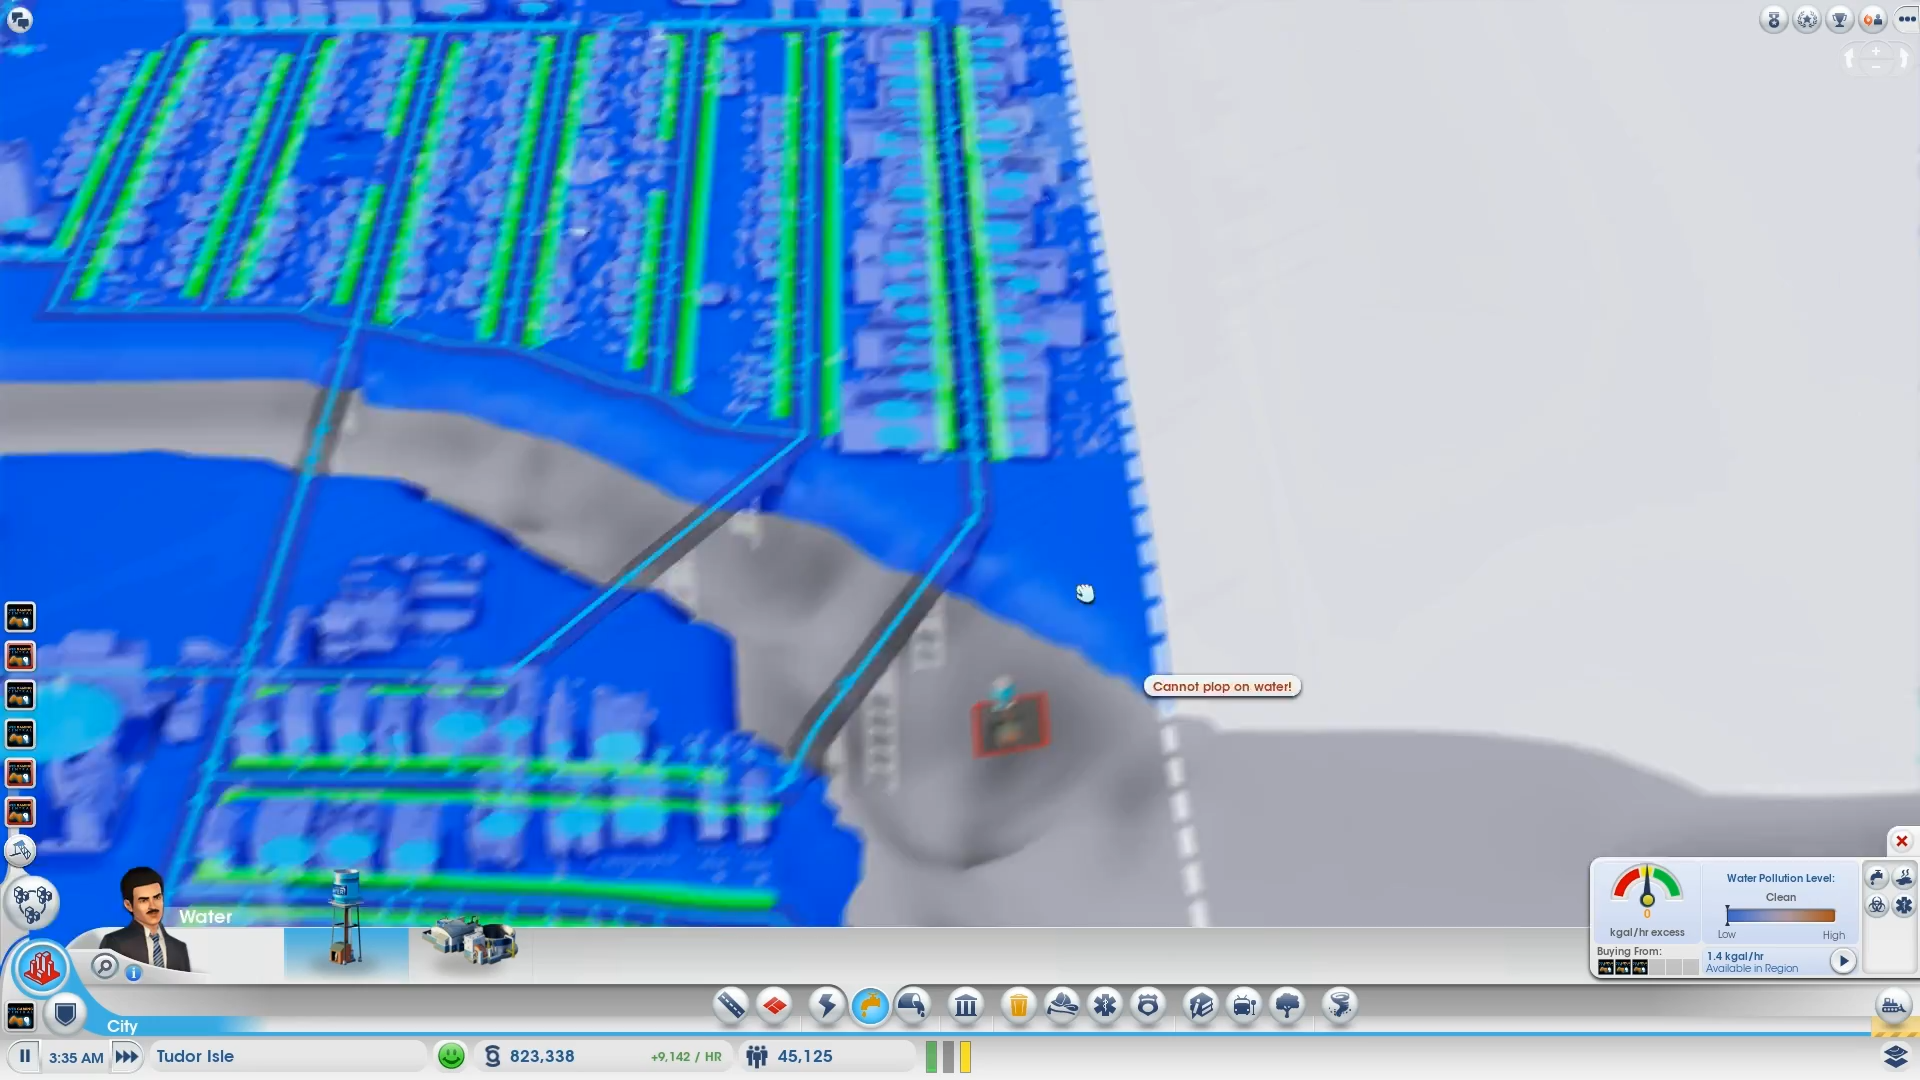 Cannot plop on water!
Water
0
kgal/hr excess
Water Pollution Level:
Clean
Low
High
Buying From:
1.4 kgal/hr
Available in Region
City
3:35 AM
Tudor Isle
823,338
+9,142 / HR
45,125